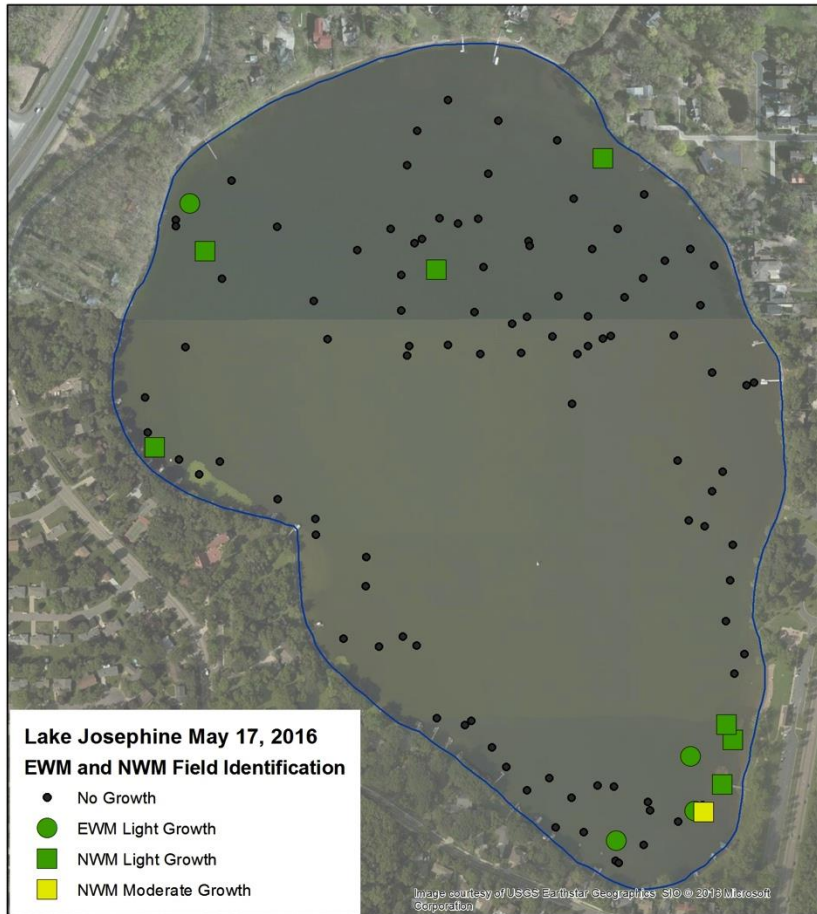 Lake Josephine May 17, 2016
EWM and NWM Field Identification
No Growth
EWM Light Growth
NWM Light Growth
NWM Moderate Growth
Image courtesy of USGS Earthstar Geographics SIO © 2016 Microsoft
Corporation